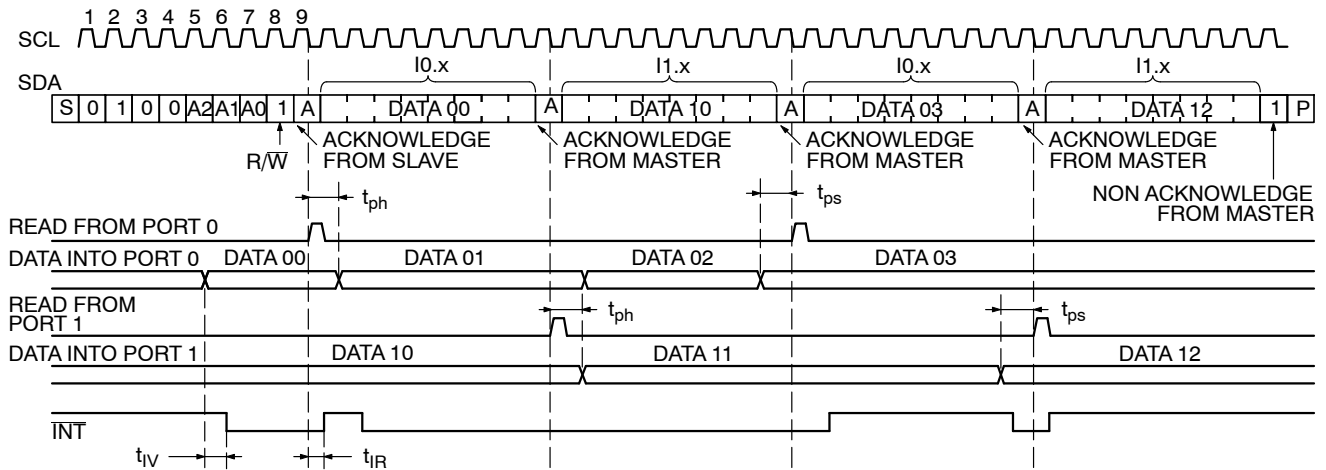 1 2 3 4 5 6 7 8 9
SCL
I0.x I1.x I0.x I1.x
SDA
S 0 1 0 0 A2 A1 A0 1 A DATA 00 A DATA 10 A DATA 03 A DATA 12 1 P
R/W
ACKNOWLEDGE
FROM SLAVE
ACKNOWLEDGE
FROM MASTER
ACKNOWLEDGE
FROM MASTER
ACKNOWLEDGE
FROM MASTER
NON ACKNOWLEDGE
FROM MASTER
tph
tps
READ FROM PORT 0
DATA INTO PORT 0 DATA 00 DATA 01 DATA 02 DATA 03
READ FROM
PORT 1
tph
tps
DATA INTO PORT 1 DATA 10 DATA 11 DATA 12
INT
tIV
tIR